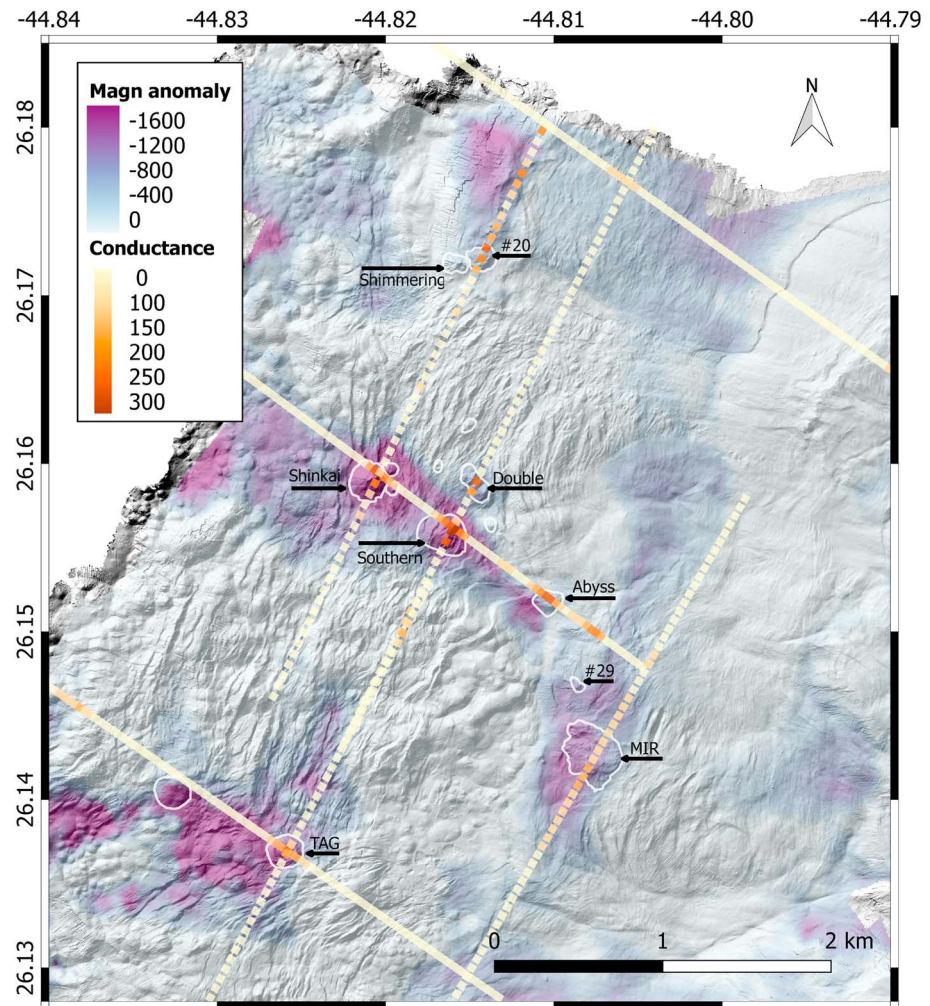 -44.84 -44.83 -44.82 -44.81 -44.80 -44.79
Magn anomaly
-1600
-1200
-800
-400
0
Conductance
0
100
150
200
250
300
N
26.18
26.17
26.16
26.15
26.14
26.13
#20
Shimmering
Shinkai
Double
Southern
Abyss
#29
MIR
TAG
0 1 2 km